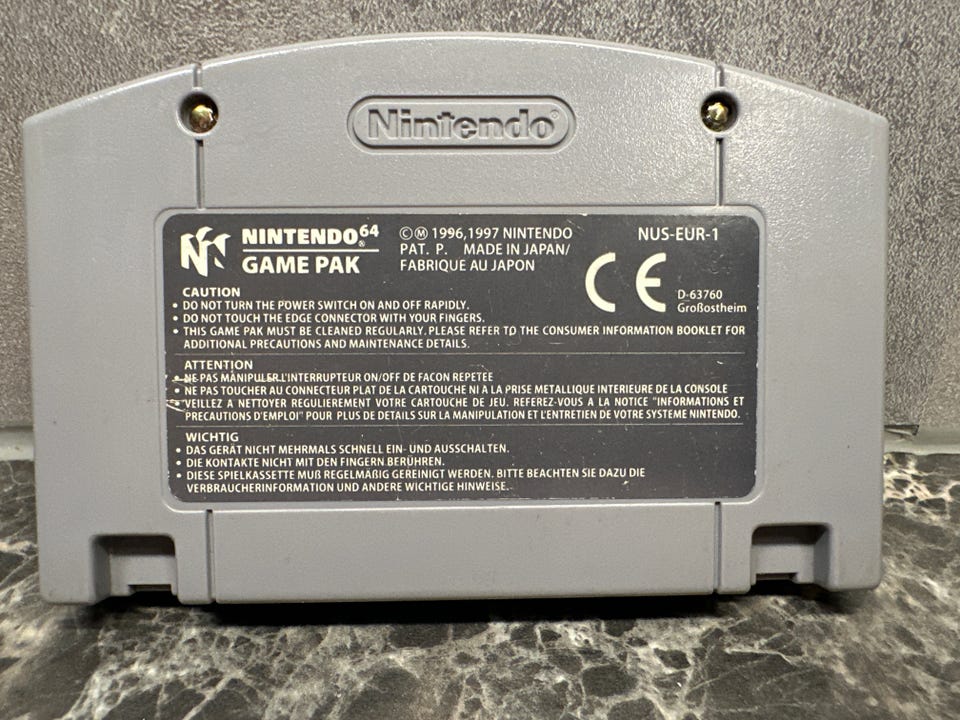 Nintendo
NINTENDO64®
GAME PAK
©Ⓜ 1996,1997 NINTENDO
PAT. P. MADE IN JAPAN/
FABRIQUE AU JAPON
NUS-EUR-1
CE
D-63760
Großostheim
CAUTION
• DO NOT TURN THE POWER SWITCH ON AND OFF RAPIDLY.
• DO NOT TOUCH THE EDGE CONNECTOR WITH YOUR FINGERS.
• THIS GAME PAK MUST BE CLEANED REGULARLY. PLEASE REFER TO THE CONSUMER INFORMATION BOOKLET FOR
ADDITIONAL PRECAUTIONS AND MAINTENANCE DETAILS.
ATTENTION
• NE PAS MANIPULER L'INTERRUPTEUR ON/OFF DE FACON REPETEE
• NE PAS TOUCHER AU CONNECTEUR PLAT DE LA CARTOUCHE NI A LA PRISE METALLIQUE INTERIEURE DE LA CONSOLE
• VEILLEZ A NETTOYER REGULIEREMENT VOTRE CARTOUCHE DE JEU. REFEREZ-VOUS A LA NOTICE "INFORMATIONS ET
PRECAUTIONS D'EMPLOI" POUR PLUS DE DETAILS SUR LA MANIPULATION ET L'ENTRETIEN DE VOTRE SYSTEME NINTENDO.
WICHTIG
• DAS GERÄT NICHT MEHRMALS SCHNELL EIN- UND AUSSCHALTEN.
• DIE KONTAKTE NICHT MIT DEN FINGERN BERÜHREN.
• DIESE SPIELKASSETTE MUß REGELMÄßIG GEREINIGT WERDEN. BITTE BEACHTEN SIE DAZU DIE
VERBRAUCHERINFORMATION UND ANDERE WICHTIGE HINWEISE.